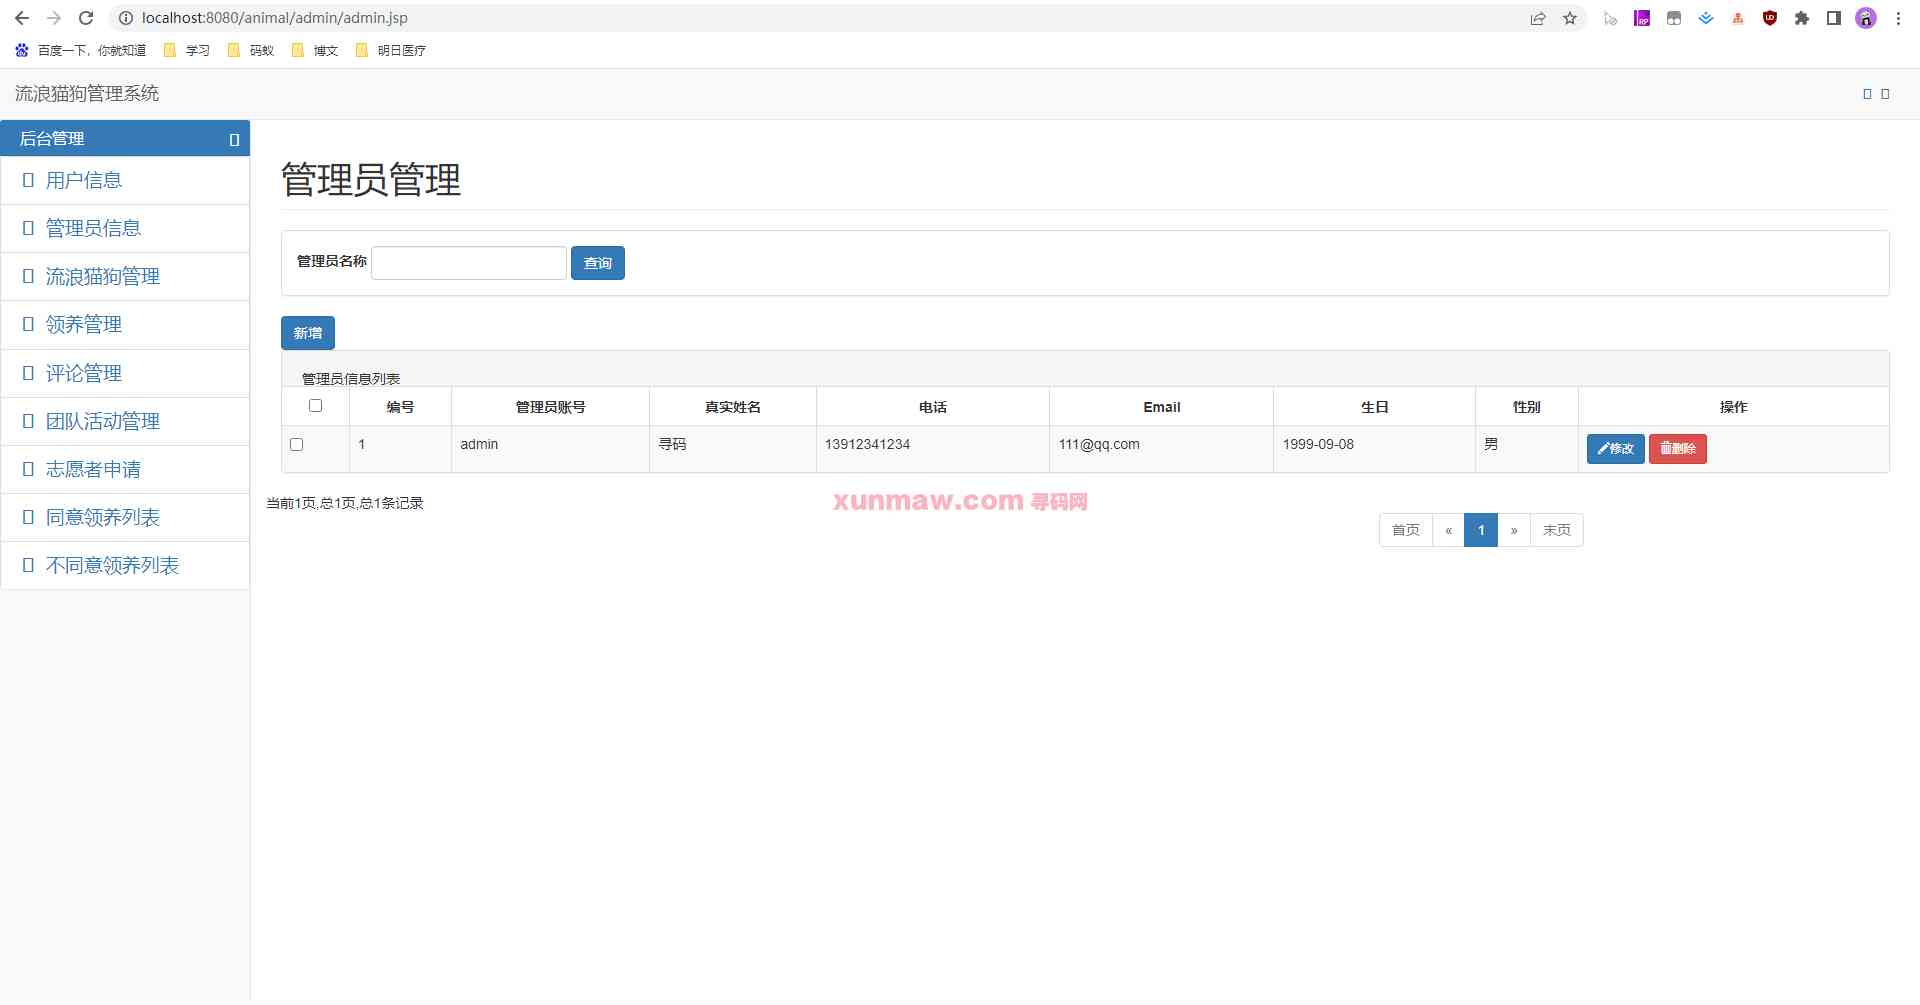 localhost:8080/animal/admin/admin.jsp
百度一下，你就知道 学习 码蚁 博文 明日医疗
流浪猫狗管理系统
后台管理
用户信息
管理员信息
流浪猫狗管理
领养管理
评论管理
团队活动管理
志愿者申请
同意领养列表
不同意领养列表
管理员管理
管理员名称 查询
新增
管理员信息列表
编号 管理员账号 真实姓名 电话 Email 生日 性别 操作
1 admin 寻码 13912341234 111@qq.com 1999-09-08 男 修改 删除
当前1页,总1页,总1条记录
xunmaw.com 寻码网
首页 « 1 » 末页